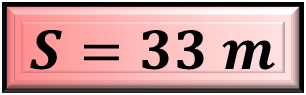 S = 33 m